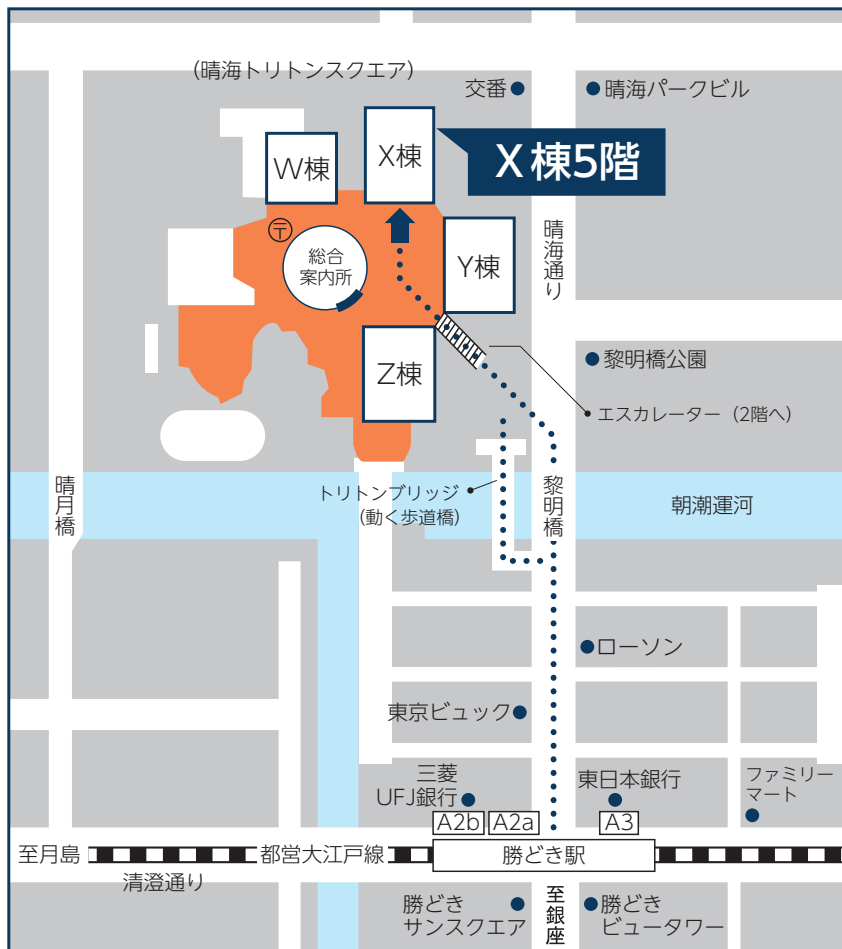 (晴海トリトンスクエア)
交番
晴海パークビル
X棟
X棟5階
W棟
〒
総合
案内所
Y棟
晴海通り
Z棟
黎明橋公園
エスカレーター（2階へ）
晴月橋
トリトンブリッジ
(動く歩道橋)
黎明橋
朝潮運河
ローソン
東京ビュック
三菱
UFJ銀行
東日本銀行
ファミリー
マート
A2b
A2a
A3
至月島
都営大江戸線
勝どき駅
清澄通り
勝どき
サンスクエア
至銀座
勝どき
ビュータワー